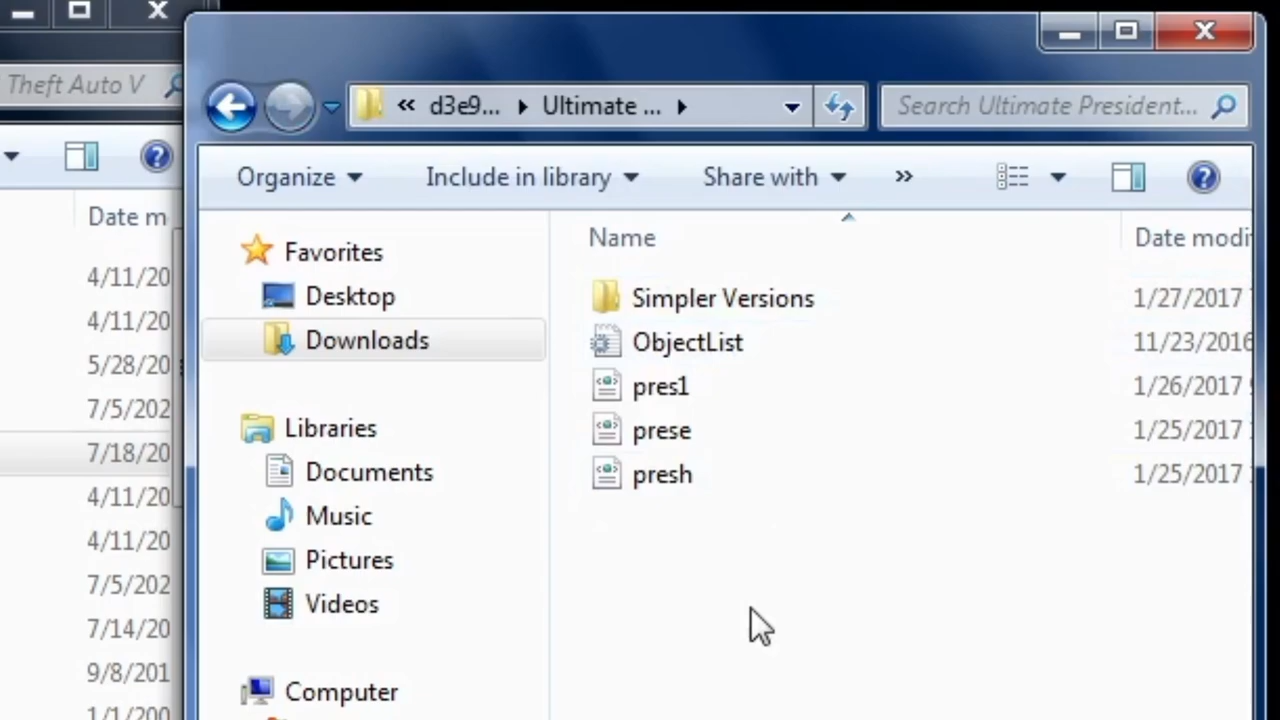 Theft Auto V
Date m
4/11/20
4/11/20
5/28/20
7/5/202
7/18/20
4/11/20
4/11/20
7/5/202
7/14/20
9/8/201
1/1/200
« d3e9... Ultimate ...
Search Ultimate President...
Organize Include in library Share with »
Favorites
Desktop
Downloads
Libraries
Documents
Music
Pictures
Videos
Computer
Name Date modi
Simpler Versions 1/27/2017
ObjectList 11/23/2016
pres1 1/26/2017
prese 1/25/2017
presh 1/25/2017